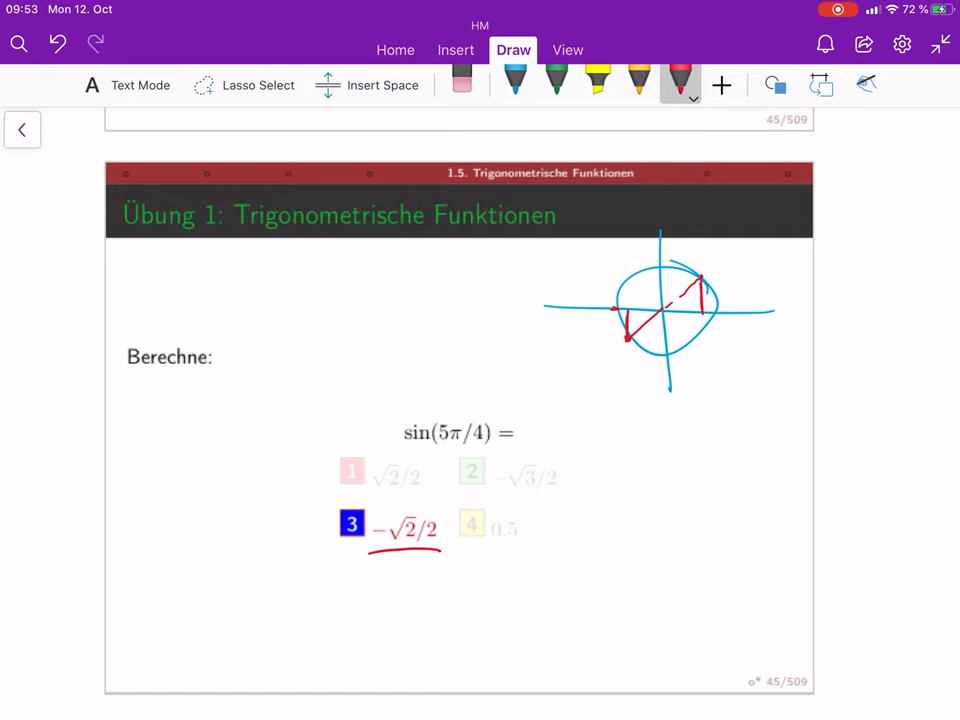 09:53 Mon 12. Oct 72 %
HM
Home Insert Draw View
A Text Mode Lasso Select Insert Space
45/509
1.5. Trigonometrische Funktionen
Übung 1: Trigonometrische Funktionen
Berechne:
sin(5π/4) =
1 √2/2 2 −√3/2
3 −√2/2 4 0.5
o* 45/509